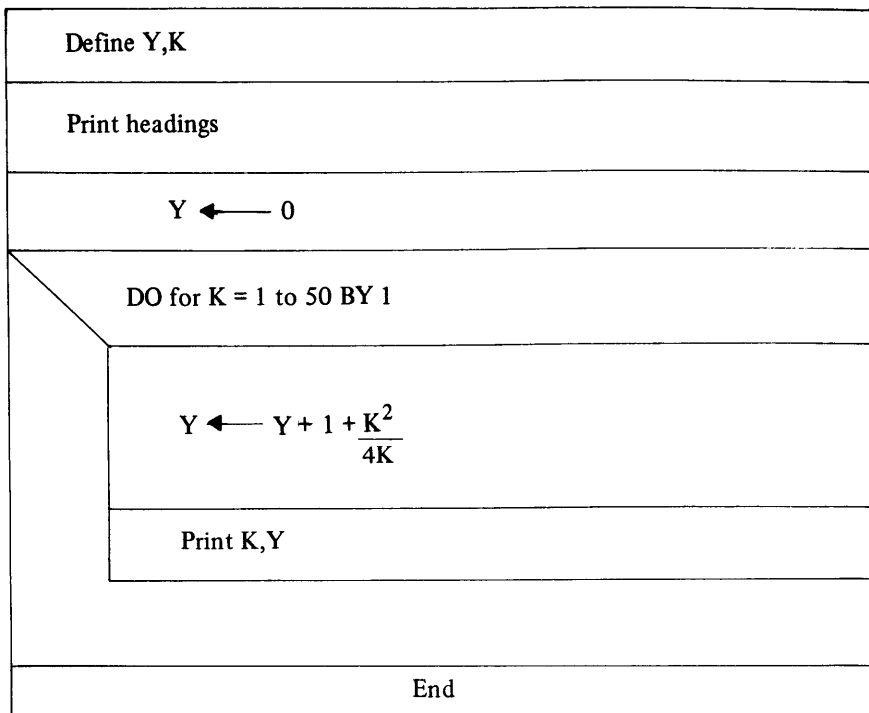 Define Y,K
Print headings
Y ← 0
DO for K = 1 to 50 BY 1
Y ← Y + 1 + K²
4K
Print K,Y
End